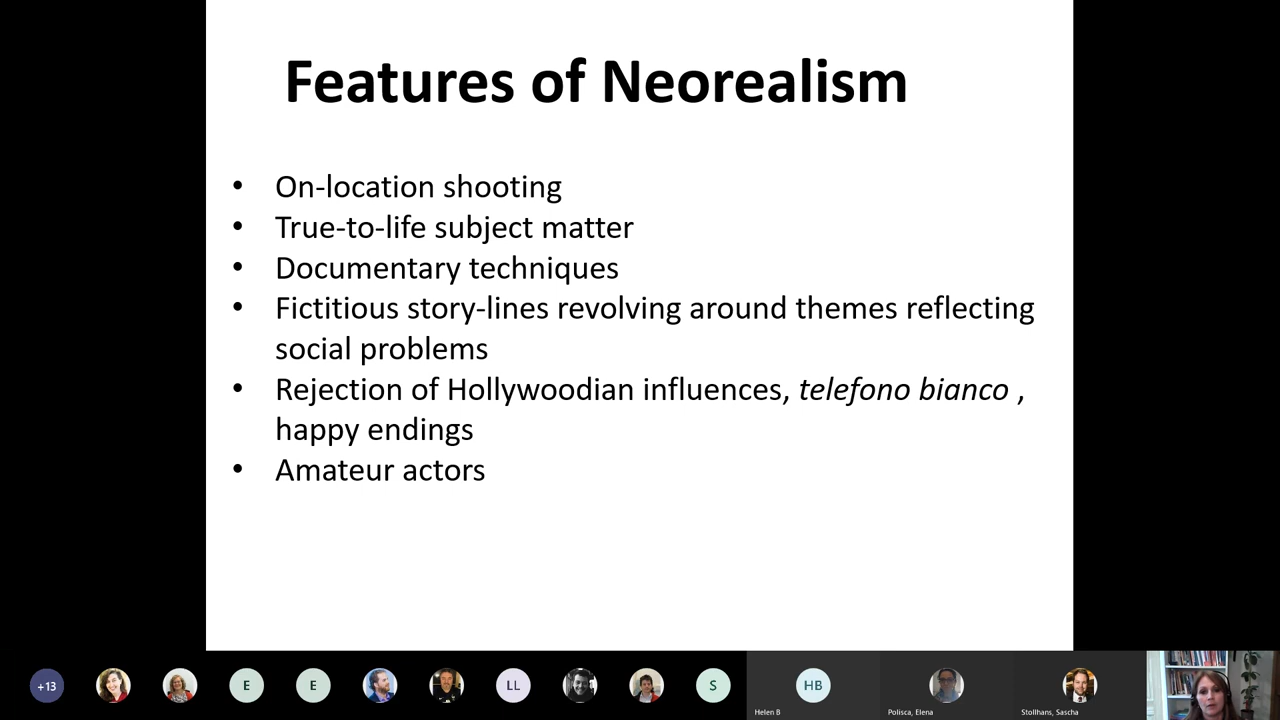 Features of Neorealism
• On-location shooting
• True-to-life subject matter
• Documentary techniques
• Fictitious story-lines revolving around themes reflecting
social problems
• Rejection of Hollywoodian influences, telefono bianco ,
happy endings
• Amateur actors
+13
E
E
LL
S
HB
Helen B
Polisca, Elena
Stollhans, Sascha